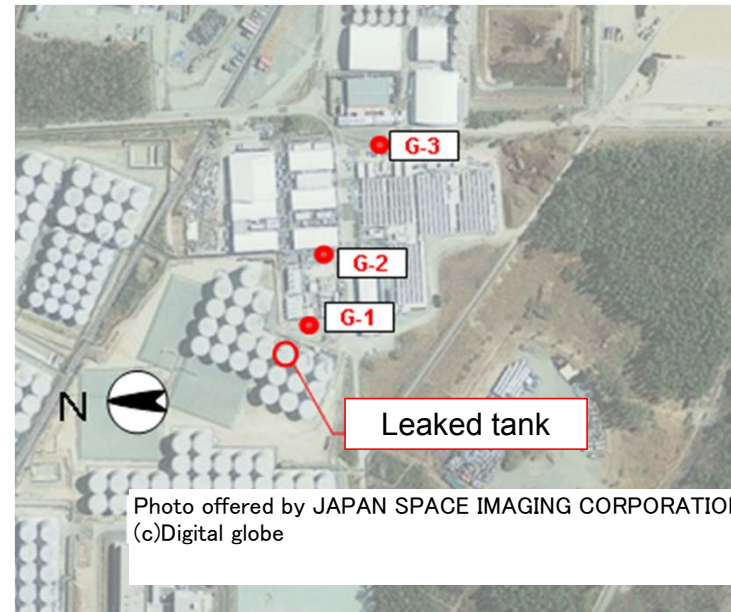 G-3
G-2
G-1
N
Leaked tank
Photo offered by JAPAN SPACE IMAGING CORPORATION
(c)Digital globe